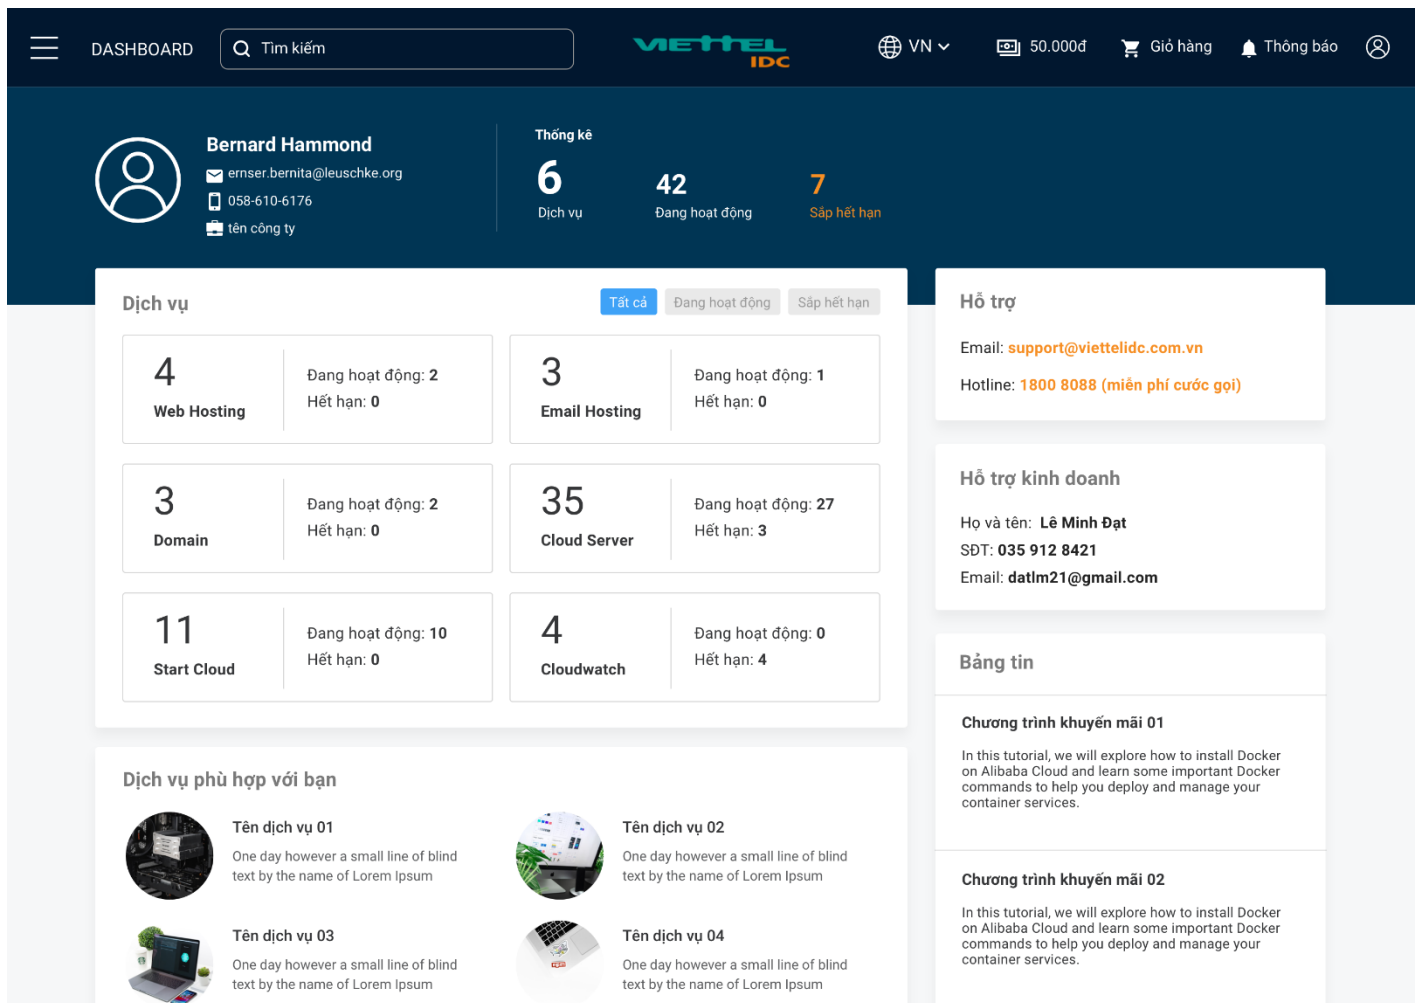 DASHBOARD
Tìm kiếm
VIETTEL
IDC
VN
50.000đ
Giỏ hàng
Thông báo
Bernard Hammond
ernser.bernita@leuschke.org
058-610-6176
tên công ty
Thống kê
6
Dịch vụ
42
Đang hoạt động
7
Sắp hết hạn
Dịch vụ
Tất cả
Đang hoạt động
Sắp hết hạn
4
Web Hosting
Đang hoạt động: 2
Hết hạn: 0
3
Email Hosting
Đang hoạt động: 1
Hết hạn: 0
3
Domain
Đang hoạt động: 2
Hết hạn: 0
35
Cloud Server
Đang hoạt động: 27
Hết hạn: 3
11
Start Cloud
Đang hoạt động: 10
Hết hạn: 0
4
Cloudwatch
Đang hoạt động: 0
Hết hạn: 4
Dịch vụ phù hợp với bạn
Tên dịch vụ 01
One day however a small line of blind
text by the name of Lorem Ipsum
Tên dịch vụ 02
One day however a small line of blind
text by the name of Lorem Ipsum
Tên dịch vụ 03
One day however a small line of blind
text by the name of Lorem Ipsum
Tên dịch vụ 04
One day however a small line of blind
text by the name of Lorem Ipsum
Hỗ trợ
Email: support@viettelidc.com.vn
Hotline: 1800 8088 (miễn phí cước gọi)
Hỗ trợ kinh doanh
Họ và tên: Lê Minh Đạt
SĐT: 035 912 8421
Email: datlm21@gmail.com
Bảng tin
Chương trình khuyến mãi 01
In this tutorial, we will explore how to install Docker
on Alibaba Cloud and learn some important Docker
commands to help you deploy and manage your
container services.
Chương trình khuyến mãi 02
In this tutorial, we will explore how to install Docker
on Alibaba Cloud and learn some important Docker
commands to help you deploy and manage your
container services.